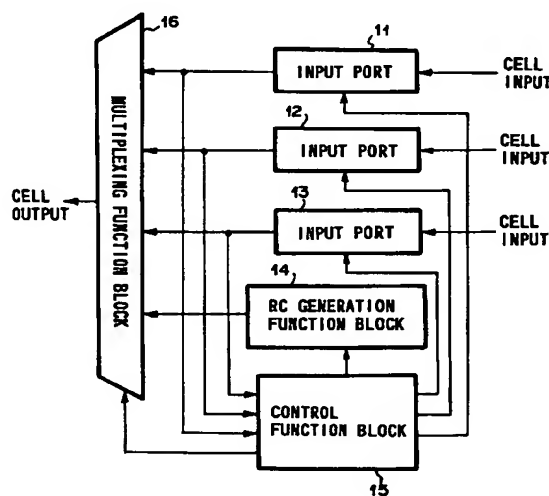 16
11
INPUT PORT
CELL
INPUT
12
INPUT PORT
CELL
INPUT
MULTIPLEXING FUNCTION BLOCK
CELL
OUTPUT
13
INPUT PORT
CELL
INPUT
14
RC GENERATION
FUNCTION BLOCK
CONTROL
FUNCTION BLOCK
15